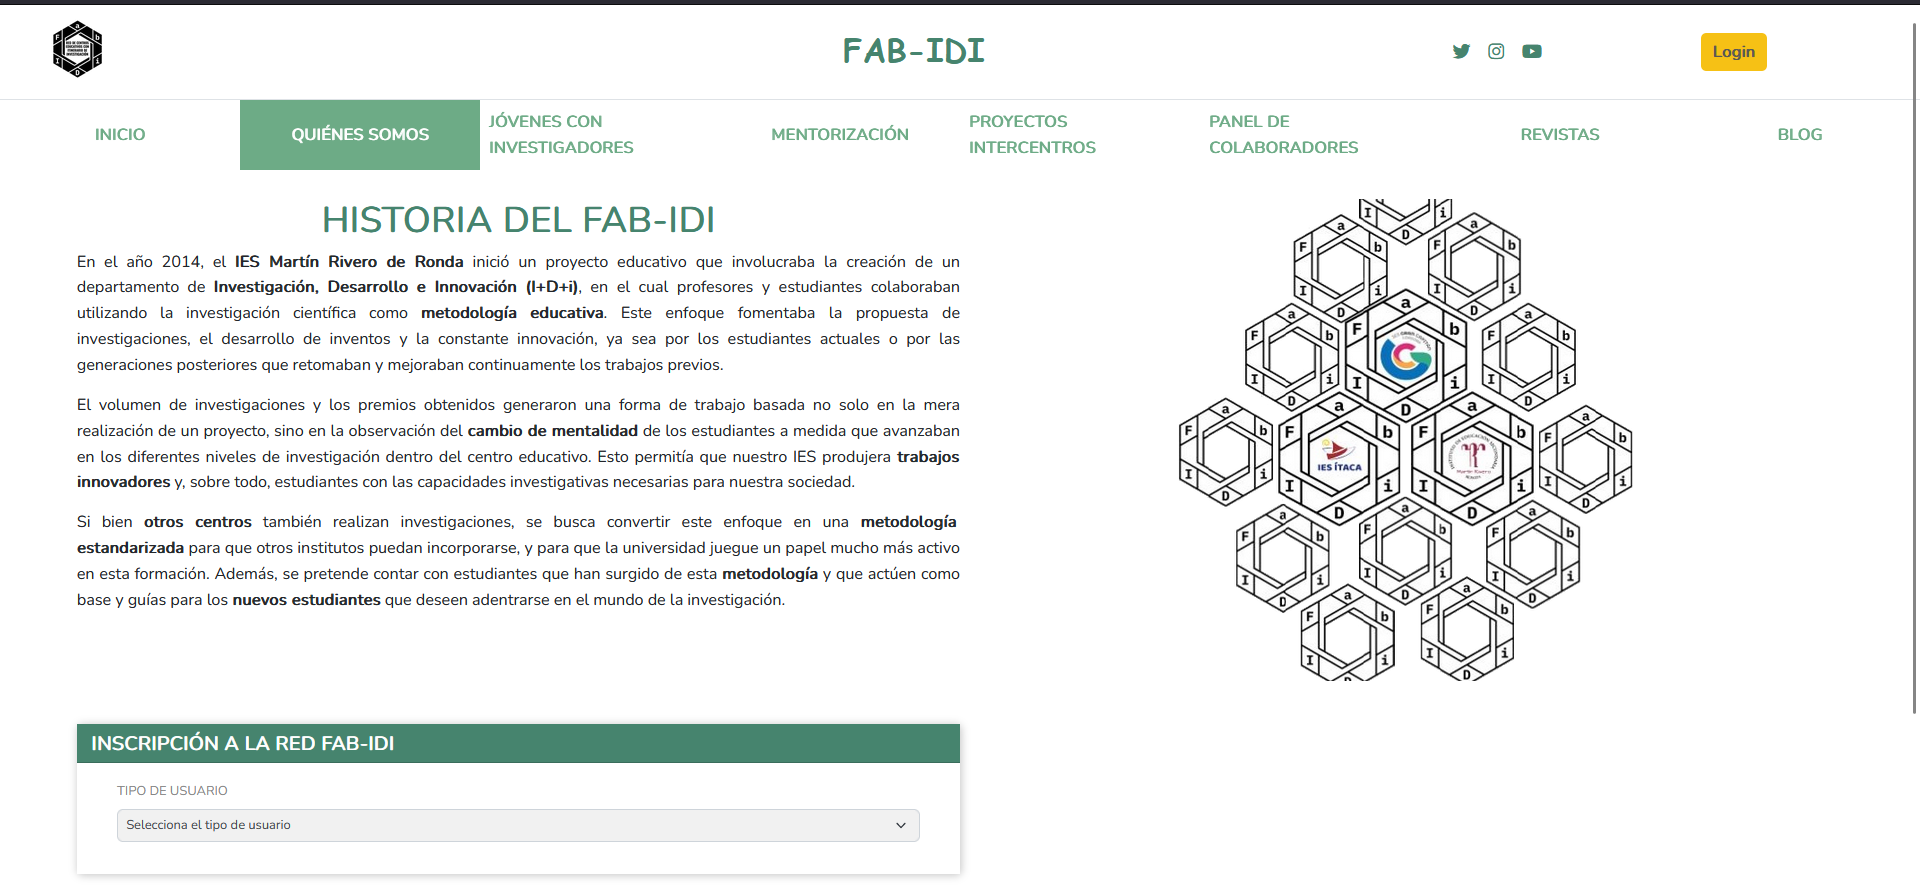 FAB-IDI
Login
INICIO
QUIÉNES SOMOS
JÓVENES CON
INVESTIGADORES
MENTORIZACIÓN
PROYECTOS
INTERCENTROS
PANEL DE
COLABORADORES
REVISTAS
BLOG
HISTORIA DEL FAB-IDI
En el año 2014, el IES Martín Rivero de Ronda inició un proyecto educativo que involucraba la creación de un
departamento de Investigación, Desarrollo e Innovación (I+D+i), en el cual profesores y estudiantes colaboraban
utilizando la investigación científica como metodología educativa. Este enfoque fomentaba la propuesta de
investigaciones, el desarrollo de inventos y la constante innovación, ya sea por los estudiantes actuales o por las
generaciones posteriores que retomaban y mejoraban continuamente los trabajos previos.
El volumen de investigaciones y los premios obtenidos generaron una forma de trabajo basada no solo en la mera
realización de un proyecto, sino en la observación del cambio de mentalidad de los estudiantes a medida que avanzaban
en los diferentes niveles de investigación dentro del centro educativo. Esto permitía que nuestro IES produjera trabajos
innovadores y, sobre todo, estudiantes con las capacidades investigativas necesarias para nuestra sociedad.
Si bien otros centros también realizan investigaciones, se busca convertir este enfoque en una metodología
estandarizada para que otros institutos puedan incorporarse, y para que la universidad juegue un papel mucho más activo
en esta formación. Además, se pretende contar con estudiantes que han surgido de esta metodología y que actúen como
base y guías para los nuevos estudiantes que deseen adentrarse en el mundo de la investigación.
IES ÍTACA
INSCRIPCIÓN A LA RED FAB-IDI
TIPO DE USUARIO
Selecciona el tipo de usuario